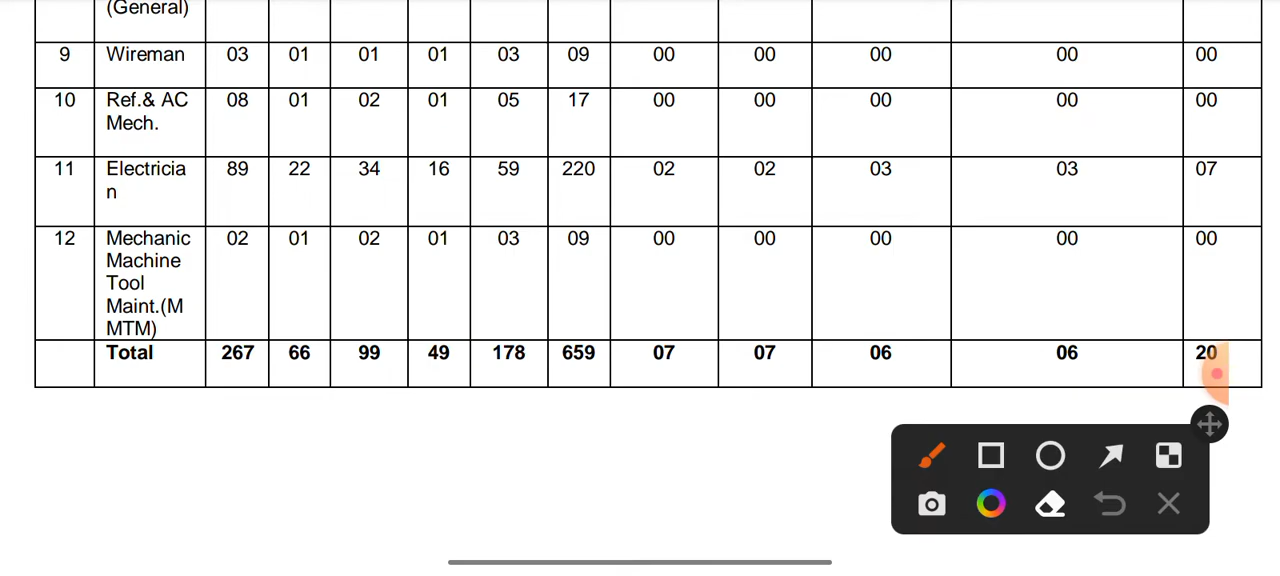 (General)
9 Wireman 03 01 01 01 03 09 00 00 00 00 00
10 Ref.& AC 08 01 02 01 05 17 00 00 00 00 00
Mech.
11 Electricia 89 22 34 16 59 220 02 02 03 03 07
n
12 Mechanic 02 01 02 01 03 09 00 00 00 00 00
Machine
Tool
Maint.(M
MTM)
Total 267 66 99 49 178 659 07 07 06 06 20